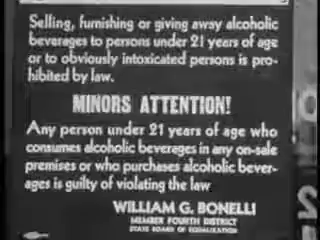 Selling, furnishing or giving away alcoholic
beverages to persons under 21 years of age
or to obviously intoxicated persons is pro-
hibited by law.
MINORS ATTENTION!
Any person under 21 years of age who
consumes alcoholic beverages in any on-sale
premises or who purchases alcoholic bever-
ages is guilty of violating the law.
WILLIAM G. BONELLI
MEMBER FOURTH DISTRICT
STATE BOARD OF EQUALIZATION